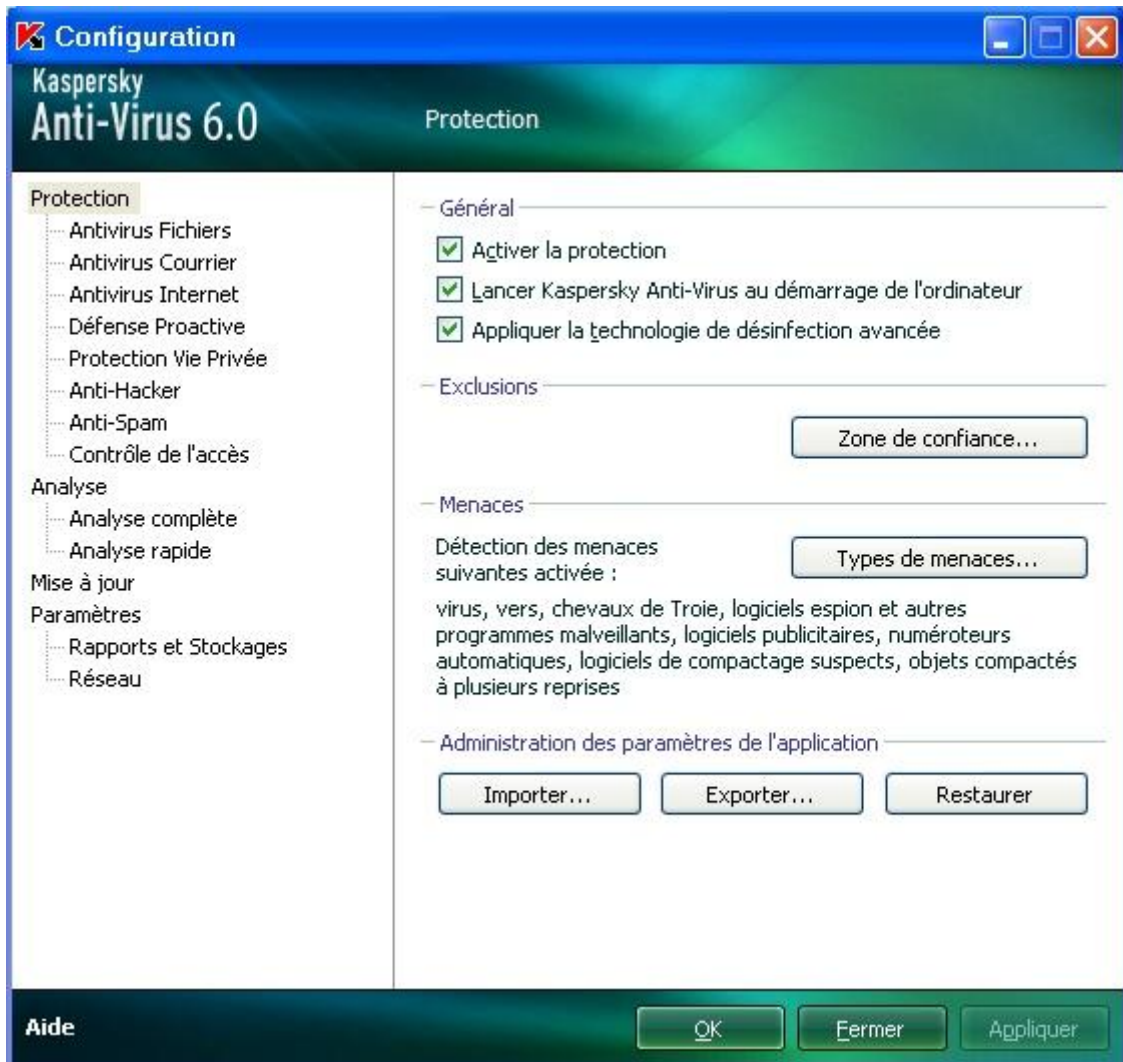 Configuration
Kaspersky
Anti-Virus 6.0
Protection
Protection
Antivirus Fichiers
Antivirus Courrier
Antivirus Internet
Défense Proactive
Protection Vie Privée
Anti-Hacker
Anti-Spam
Contrôle de l'accès
Analyse
Analyse complète
Analyse rapide
Mise à jour
Paramètres
Rapports et Stockages
Réseau
Général
Activer la protection
Lancer Kaspersky Anti-Virus au démarrage de l'ordinateur
Appliquer la technologie de désinfection avancée
Exclusions
Zone de confiance...
Menaces
Détection des menaces
suivantes activée :
Types de menaces...
virus, vers, chevaux de Troie, logiciels espion et autres
programmes malveillants, logiciels publicitaires, numéroteurs
automatiques, logiciels de compactage suspects, objets compactés
à plusieurs reprises
Administration des paramètres de l'application
Importer...
Exporter...
Restaurer
Aide
OK
Fermer
Appliquer